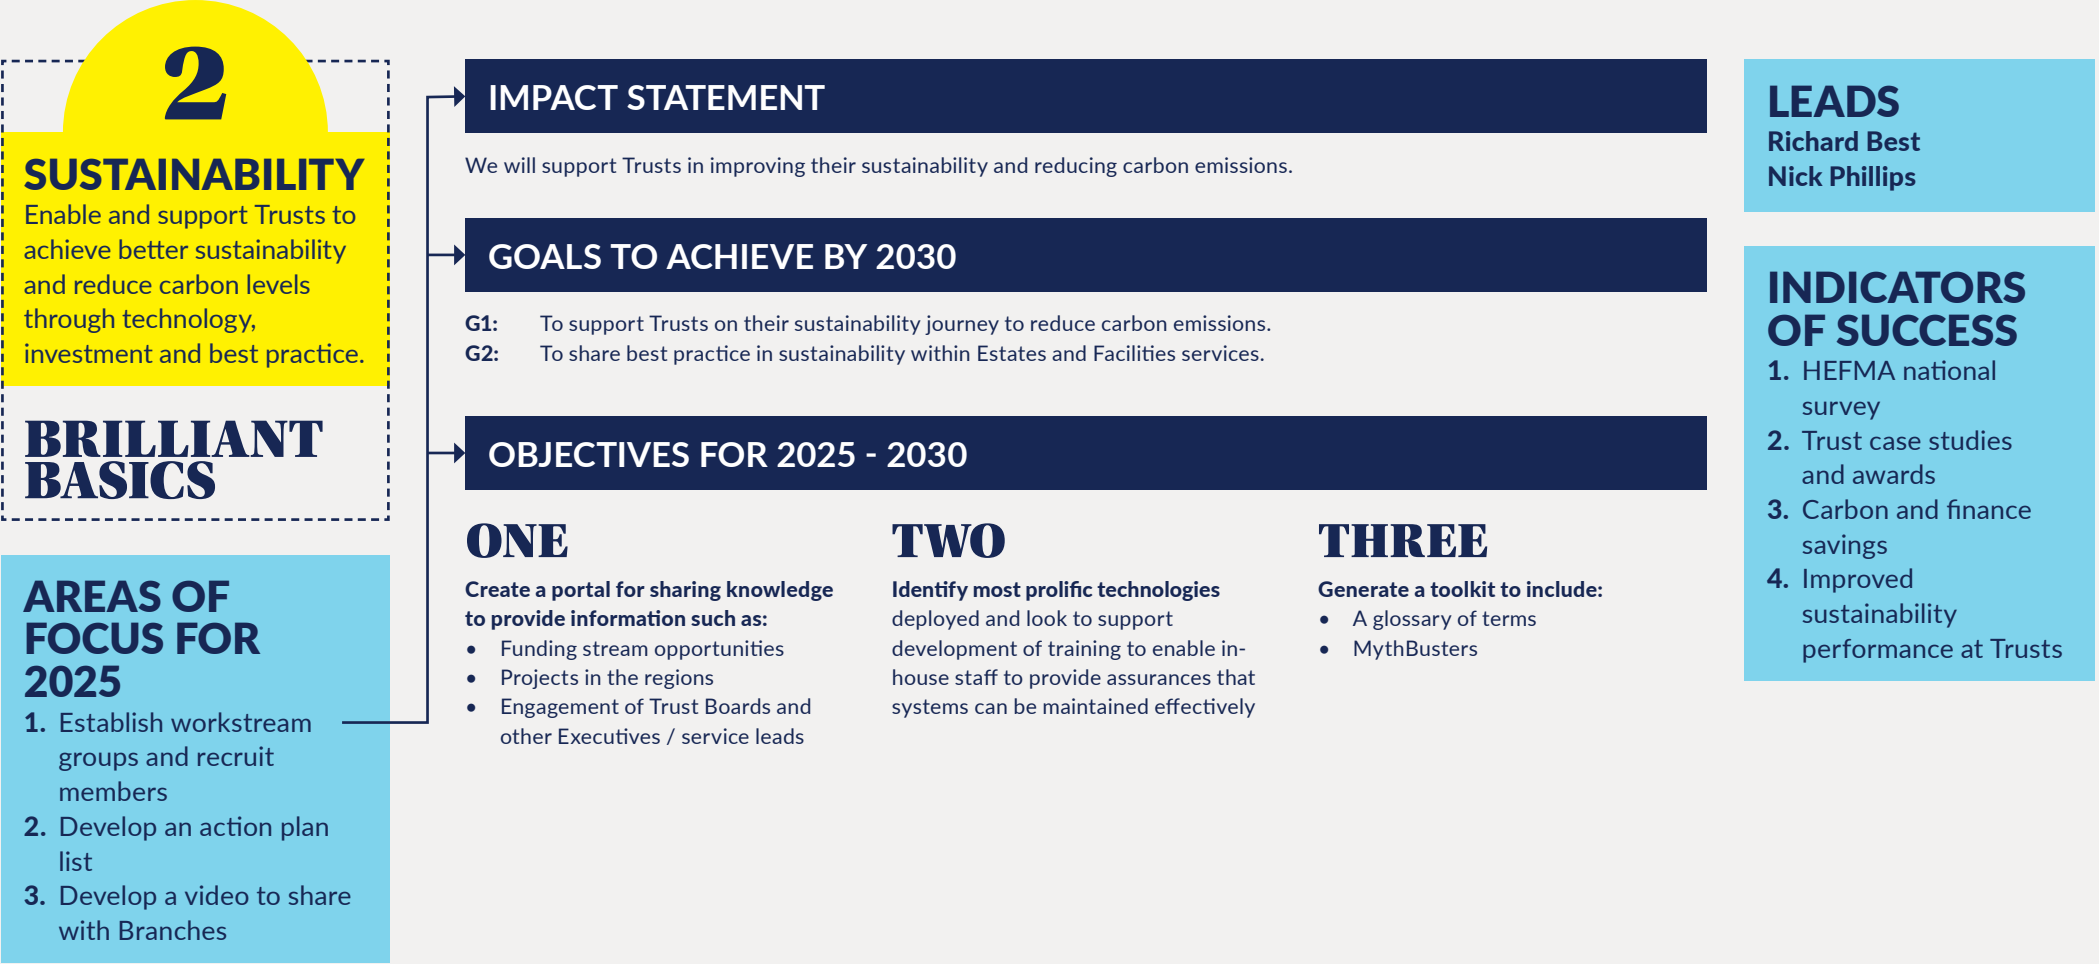 2
SUSTAINABILITY
Enable and support Trusts to
achieve better sustainability
and reduce carbon levels
through technology,
investment and best practice.
BRILLIANT
BASICS
AREAS OF
FOCUS FOR
2025
1. Establish workstream
groups and recruit
members
2. Develop an action plan
list
3. Develop a video to share
with Branches
IMPACT STATEMENT
We will support Trusts in improving their sustainability and reducing carbon emissions.
GOALS TO ACHIEVE BY 2030
G1: To support Trusts on their sustainability journey to reduce carbon emissions.
G2: To share best practice in sustainability within Estates and Facilities services.
OBJECTIVES FOR 2025 - 2030
ONE
Create a portal for sharing knowledge
to provide information such as:
• Funding stream opportunities
• Projects in the regions
• Engagement of Trust Boards and
other Executives / service leads
TWO
Identify most prolific technologies
deployed and look to support
development of training to enable in-
house staff to provide assurances that
systems can be maintained effectively
THREE
Generate a toolkit to include:
• A glossary of terms
• MythBusters
LEADS
Richard Best
Nick Phillips
INDICATORS
OF SUCCESS
1. HEFMA national
survey
2. Trust case studies
and awards
3. Carbon and finance
savings
4. Improved
sustainability
performance at Trusts